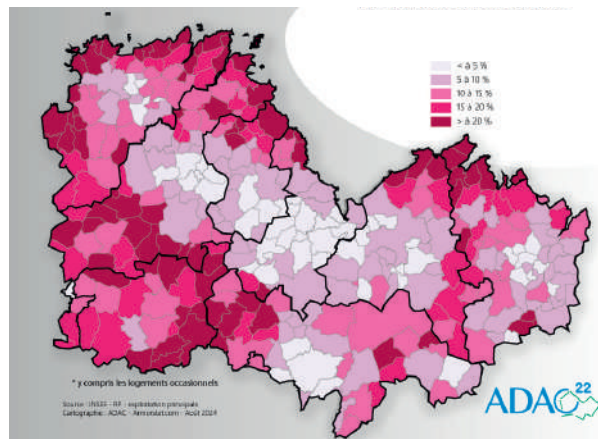 < à 5 %
5 à 10 %
10 à 15 %
15 à 20 %
> à 20 %
* y compris les logements occasionnels
Source : INSEE - RP - exploitation principale
Cartographie : ADAC - Armorstat.com - Août 2024
ADAC 22